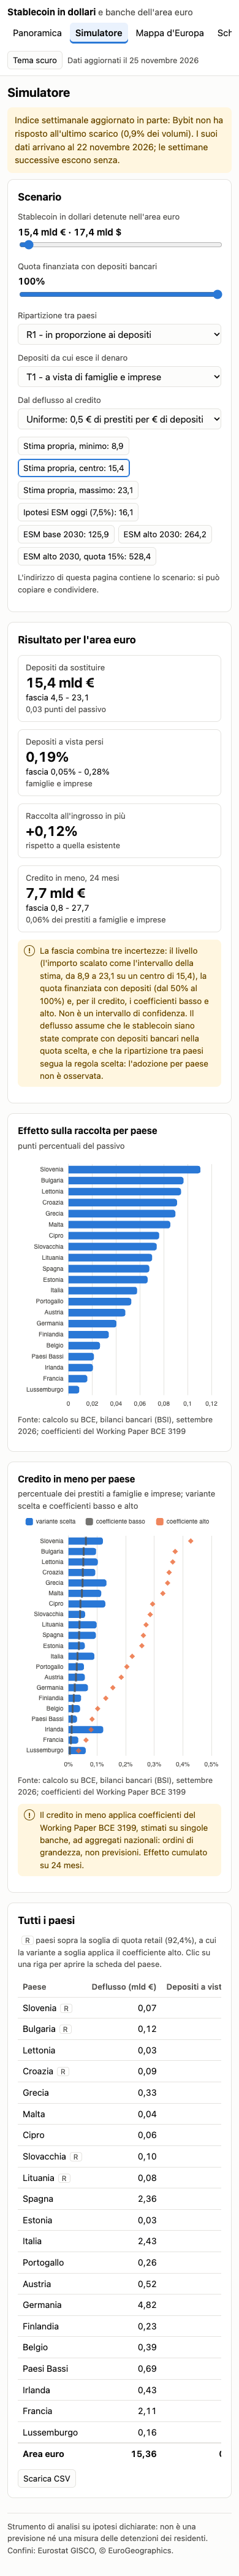 Stablecoin in dollari e banche dell'area euro
Panoramica Simulatore Mappa d'Europa Sch
Tema scuro Dati aggiornati il 25 novembre 2026
Simulatore
Indice settimanale aggiornato in parte: Bybit non ha
risposto all'ultimo scarico (0,9% dei volumi). I suoi
dati arrivano al 22 novembre 2026; le settimane
successive escono senza.
Scenario
Stablecoin in dollari detenute nell'area euro
15,4 mld € · 17,4 mld $
Quota finanziata con depositi bancari
100%
Ripartizione tra paesi
R1 - in proporzione ai depositi
Depositi da cui esce il denaro
T1 - a vista di famiglie e imprese
Dal deflusso al credito
Uniforme: 0,5 € di prestiti per € di depositi
Stima propria, minimo: 8,9
Stima propria, centro: 15,4
Stima propria, massimo: 23,1
Ipotesi ESM oggi (7,5%): 16,1
ESM base 2030: 125,9 ESM alto 2030: 264,2
ESM alto 2030, quota 15%: 528,4
L'indirizzo di questa pagina contiene lo scenario: si può
copiare e condividere.
Risultato per l'area euro
Depositi da sostituire
15,4 mld €
fascia 4,5 - 23,1
0,03 punti del passivo
Depositi a vista persi
0,19%
fascia 0,05% - 0,28%
famiglie e imprese
Raccolta all'ingrosso in più
+0,12%
rispetto a quella esistente
Credito in meno, 24 mesi
7,7 mld €
fascia 0,8 - 27,7
0,06% dei prestiti a famiglie e imprese
La fascia combina tre incertezze: il livello
(l'importo scalato come l'intervallo della
stima, da 8,9 a 23,1 su un centro di 15,4), la
quota finanziata con depositi (dal 50% al
100%) e, per il credito, i coefficienti basso e
alto. Non è un intervallo di confidenza. Il
deflusso assume che le stablecoin siano
state comprate con depositi bancari nella
quota scelta, e che la ripartizione tra paesi
segua la regola scelta: l'adozione per paese
non è osservata.
Effetto sulla raccolta per paese
punti percentuali del passivo
Slovenia
Bulgaria
Lettonia
Croazia
Grecia
Malta
Cipro
Slovacchia
Lituania
Spagna
Estonia
Italia
Portogallo
Austria
Germania
Finlandia
Belgio
Paesi Bassi
Irlanda
Francia
Lussemburgo
0 0,02 0,04 0,06 0,08 0,1 0,12
Fonte: calcolo su BCE, bilanci bancari (BSI), settembre
2026; coefficienti del Working Paper BCE 3199
Credito in meno per paese
percentuale dei prestiti a famiglie e imprese; variante
scelta e coefficienti basso e alto
variante scelta coefficiente basso coefficiente alto
Slovenia
Bulgaria
Lettonia
Croazia
Grecia
Malta
Cipro
Slovacchia
Lituania
Spagna
Estonia
Italia
Portogallo
Austria
Germania
Finlandia
Belgio
Paesi Bassi
Irlanda
Francia
Lussemburgo
0% 0,1% 0,2% 0,3% 0,4% 0,5%
Fonte: calcolo su BCE, bilanci bancari (BSI), settembre
2026; coefficienti del Working Paper BCE 3199
Il credito in meno applica coefficienti del
Working Paper BCE 3199, stimati su singole
banche, ad aggregati nazionali: ordini di
grandezza, non previsioni. Effetto cumulato
su 24 mesi.
Tutti i paesi
R paesi sopra la soglia di quota retail (92,4%), a cui
la variante a soglia applica il coefficiente alto. Clic su
una riga per aprire la scheda del paese.
Paese Deflusso (mld €) Depositi a vist
Slovenia R 0,07
Bulgaria R 0,12
Lettonia 0,03
Croazia R 0,09
Grecia 0,33
Malta 0,04
Cipro 0,06
Slovacchia R 0,10
Lituania R 0,08
Spagna 2,36
Estonia 0,03
Italia 2,43
Portogallo 0,26
Austria 0,52
Germania 4,82
Finlandia 0,23
Belgio 0,39
Paesi Bassi 0,69
Irlanda 0,43
Francia 2,11
Lussemburgo 0,16
Area euro 15,36
Scarica CSV
Strumento di analisi su ipotesi dichiarate: non è una
previsione né una misura delle detenzioni dei residenti.
Confini: Eurostat GISCO, © EuroGeographics.